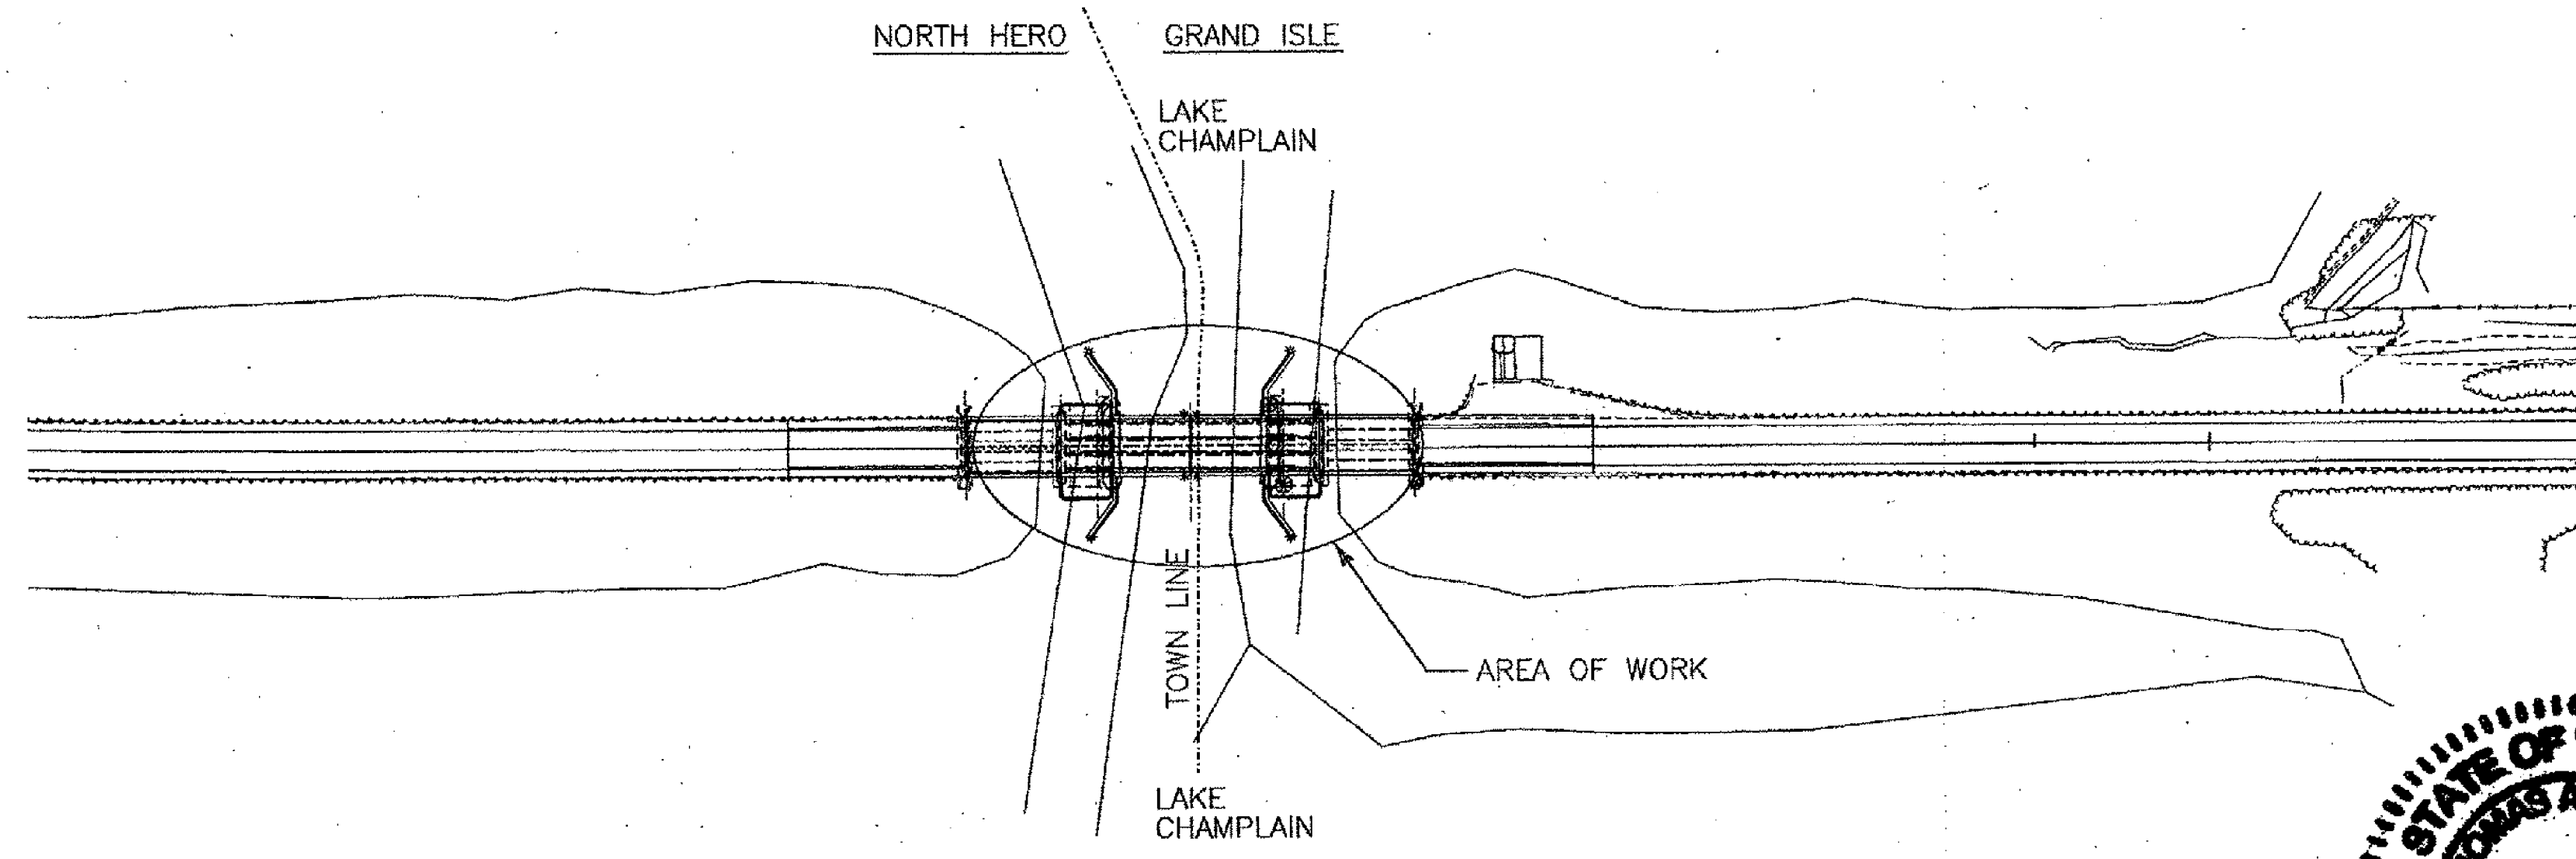 NORTH HERO
GRAND ISLE
LAKE
CHAMPLAIN
TOWN LINE
AREA OF WORK
LAKE
CHAMPLAIN
STATE OF